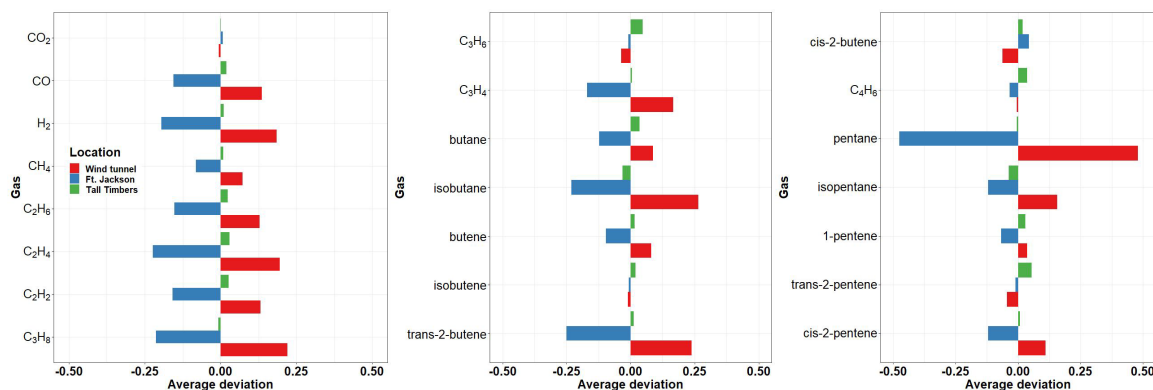 CO₂
CO
H₂
CH₄
C₂H₆
C₂H₄
C₂H₂
C₃H₈
Gas
Location
Wind tunnel
Ft. Jackson
Tall Timbers
-0.50 -0.25 0.00 0.25 0.50
Average deviation
C₃H₆
C₃H₄
butane
isobutane
butene
isobutene
trans-2-butene
Gas
-0.50 -0.25 0.00 0.25 0.50
Average deviation
cis-2-butene
C₄H₆
pentane
isopentane
1-pentene
trans-2-pentene
cis-2-pentene
Gas
-0.50 -0.25 0.00 0.25 0.50
Average deviation